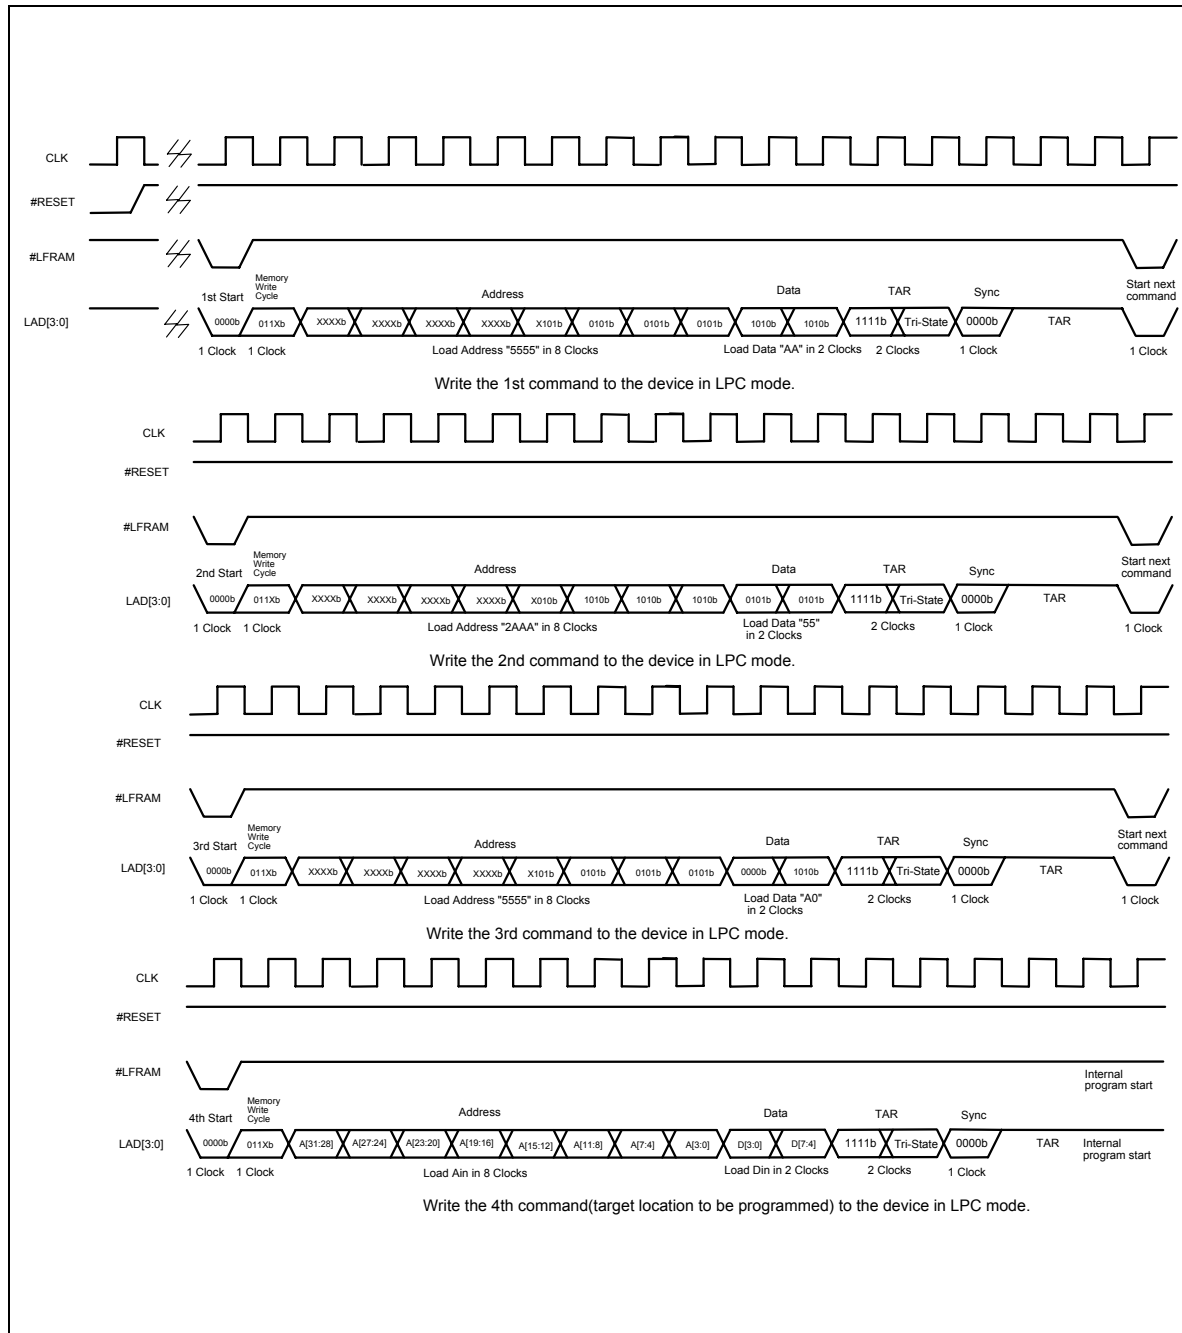 CLK
#RESET
#LFRAM
1st Start
Memory
Write
Cycle
Address
Data
TAR
Sync
Start next
command
LAD[3:0]
0000b 011Xb XXXXb XXXXb XXXXb XXXXb X101b 0101b 0101b 0101b 1010b 1010b 1111b Tri-State 0000b TAR
1 Clock 1 Clock Load Address "5555" in 8 Clocks Load Data "AA" in 2 Clocks 2 Clocks 1 Clock 1 Clock
Write the 1st command to the device in LPC mode.
CLK
#RESET
#LFRAM
2nd Start
Memory
Write
Cycle
Address
Data
TAR
Sync
Start next
command
LAD[3:0]
0000b 011Xb XXXXb XXXXb XXXXb XXXXb X010b 1010b 1010b 1010b 0101b 0101b 1111b Tri-State 0000b TAR
1 Clock 1 Clock Load Address "2AAA" in 8 Clocks
Load Data "55"
in 2 Clocks
2 Clocks 1 Clock 1 Clock
Write the 2nd command to the device in LPC mode.
CLK
#RESET
#LFRAM
3rd Start
Memory
Write
Cycle
Address
Data
TAR
Sync
Start next
command
LAD[3:0]
0000b 011Xb XXXXb XXXXb XXXXb XXXXb X101b 0101b 0101b 0101b 0000b 1010b 1111b Tri-State 0000b TAR
1 Clock 1 Clock Load Address "5555" in 8 Clocks
Load Data "A0"
in 2 Clocks
2 Clocks 1 Clock 1 Clock
Write the 3rd command to the device in LPC mode.
CLK
#RESET
#LFRAM
Internal
program start
4th Start
Memory
Write
Cycle
Address
Data
TAR
Sync
LAD[3:0]
0000b 011Xb A[31:28] A[27:24] A[23:20] A[19:16] A[15:12] A[11:8] A[7:4] A[3:0] D[3:0] D[7:4] 1111b Tri-State 0000b TAR
Internal
program start
1 Clock 1 Clock Load Ain in 8 Clocks Load Din in 2 Clocks 2 Clocks 1 Clock
Write the 4th command(target location to be programmed) to the device in LPC mode.